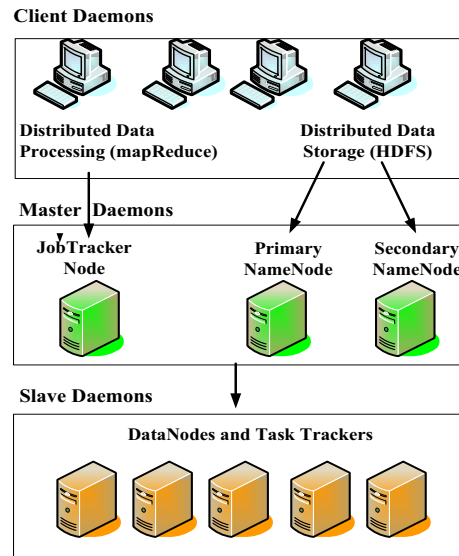 Client Daemons
Distributed Data
Processing (mapReduce)
Distributed Data
Storage (HDFS)
Master Daemons
JobTracker
Node
Primary
NameNode
Secondary
NameNode
Slave Daemons
DataNodes and Task Trackers